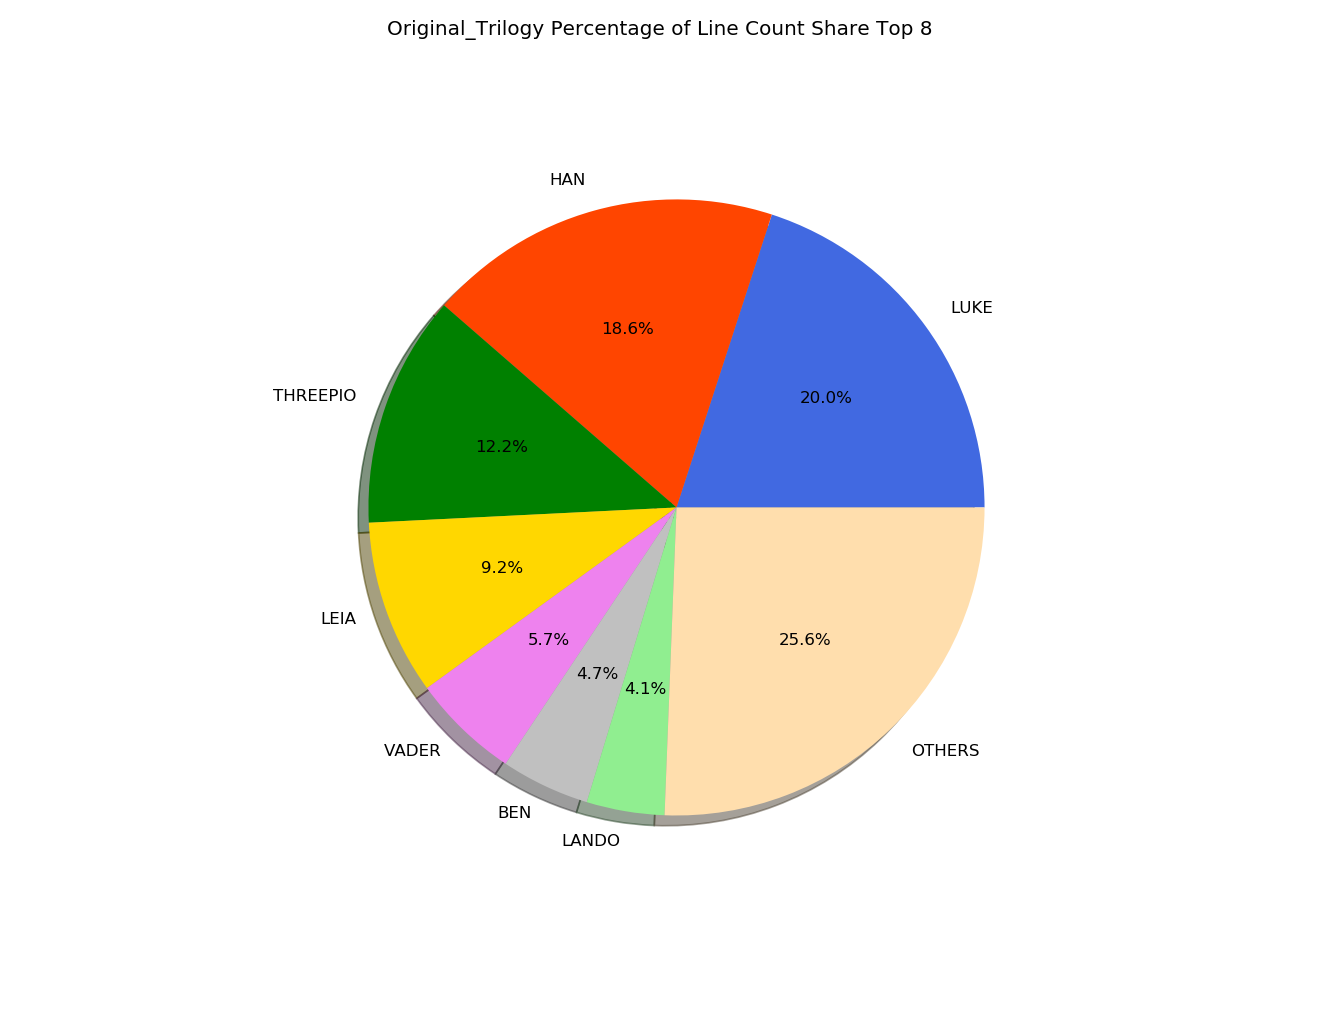 Original_Trilogy Percentage of Line Count Share Top 8
HAN
LUKE
18.6%
20.0%
THREEPIO
12.2%
9.2%
LEIA
5.7%
25.6%
4.7%
4.1%
VADER
OTHERS
BEN
LANDO